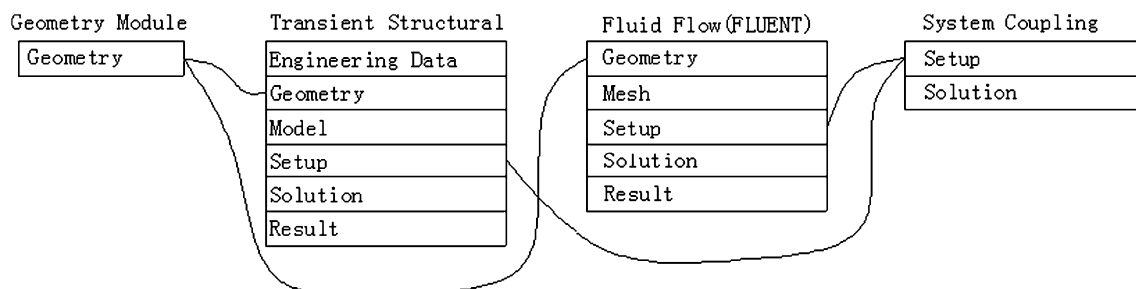 Geometry Module
Geometry
Transient Structural
Engineering Data
Geometry
Model
Setup
Solution
Result
Fluid Flow(FLUENT)
Geometry
Mesh
Setup
Solution
Result
System Coupling
Setup
Solution